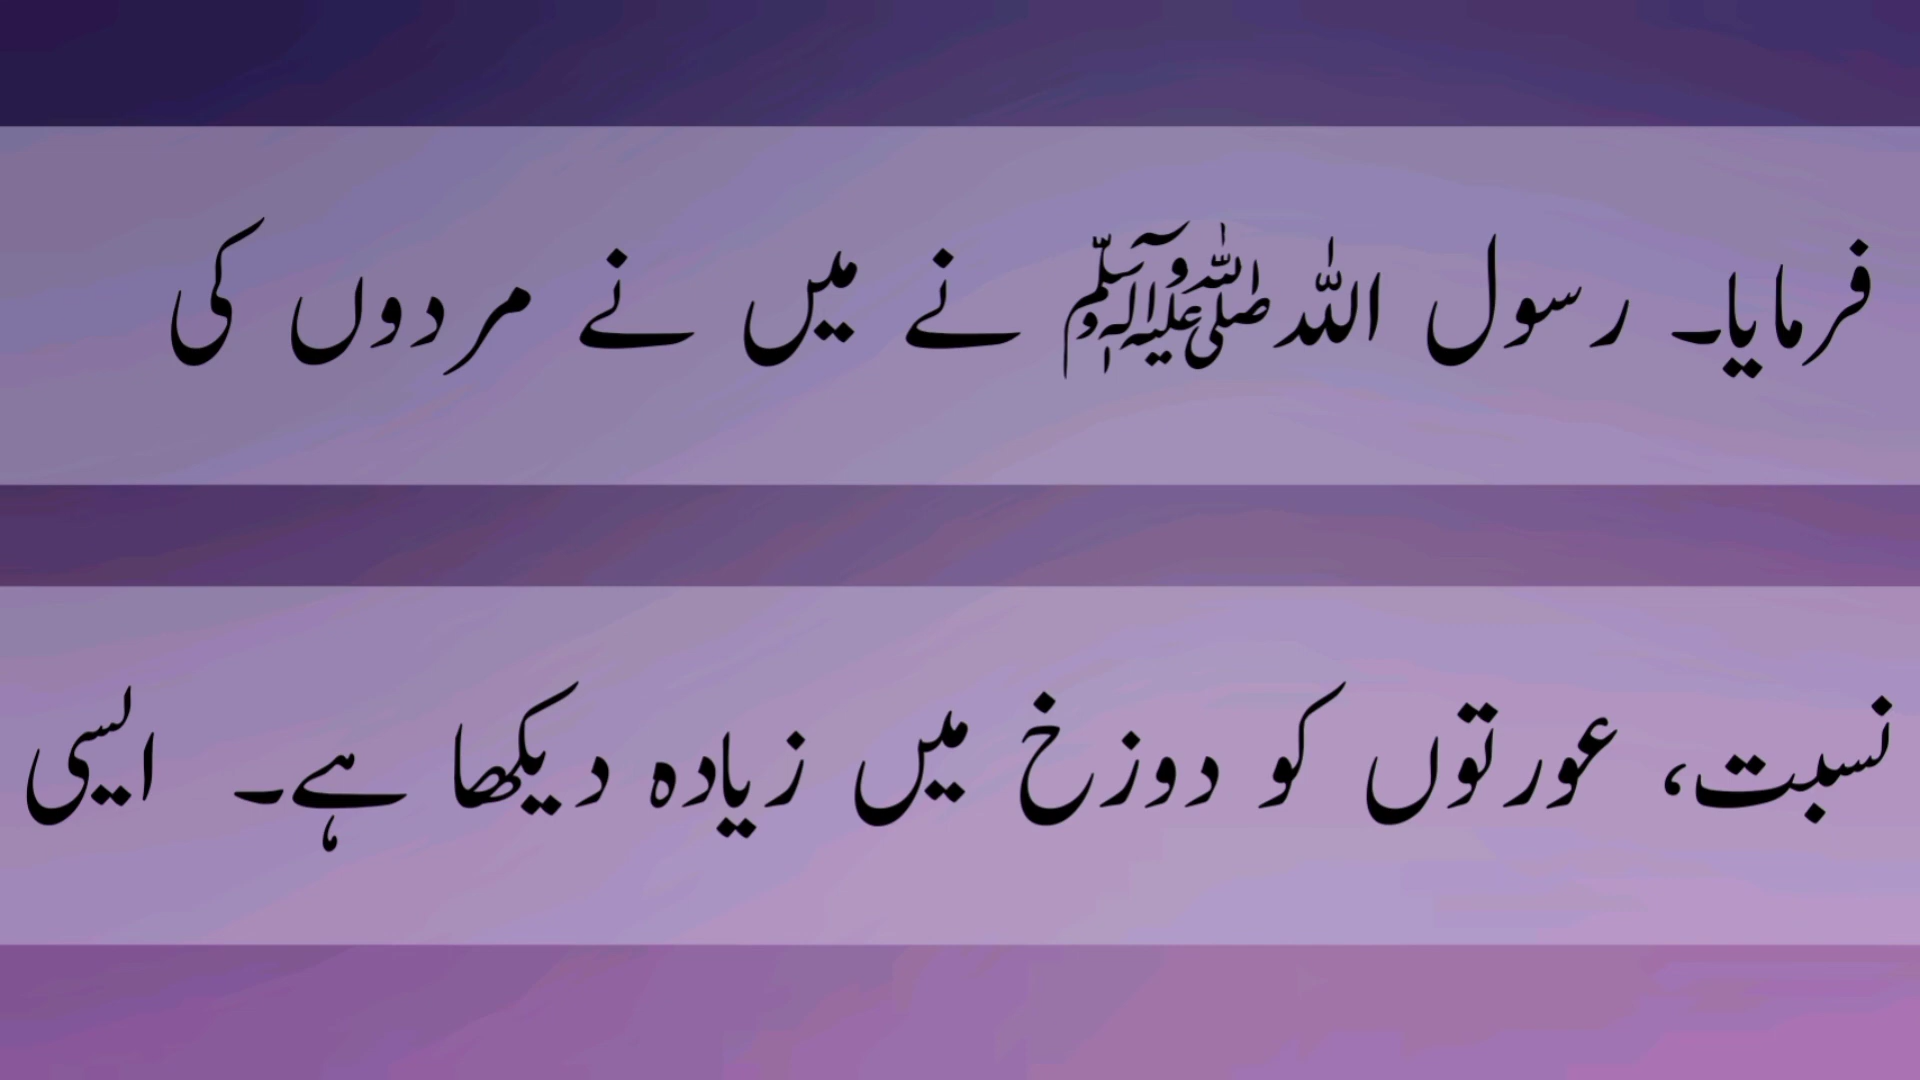 فرمایا۔ رسول اللہ ﷺ نے میں نے مردوں کی
نسبت، عورتوں کو دوزخ میں زیادہ دیکھا ہے۔ ایسی